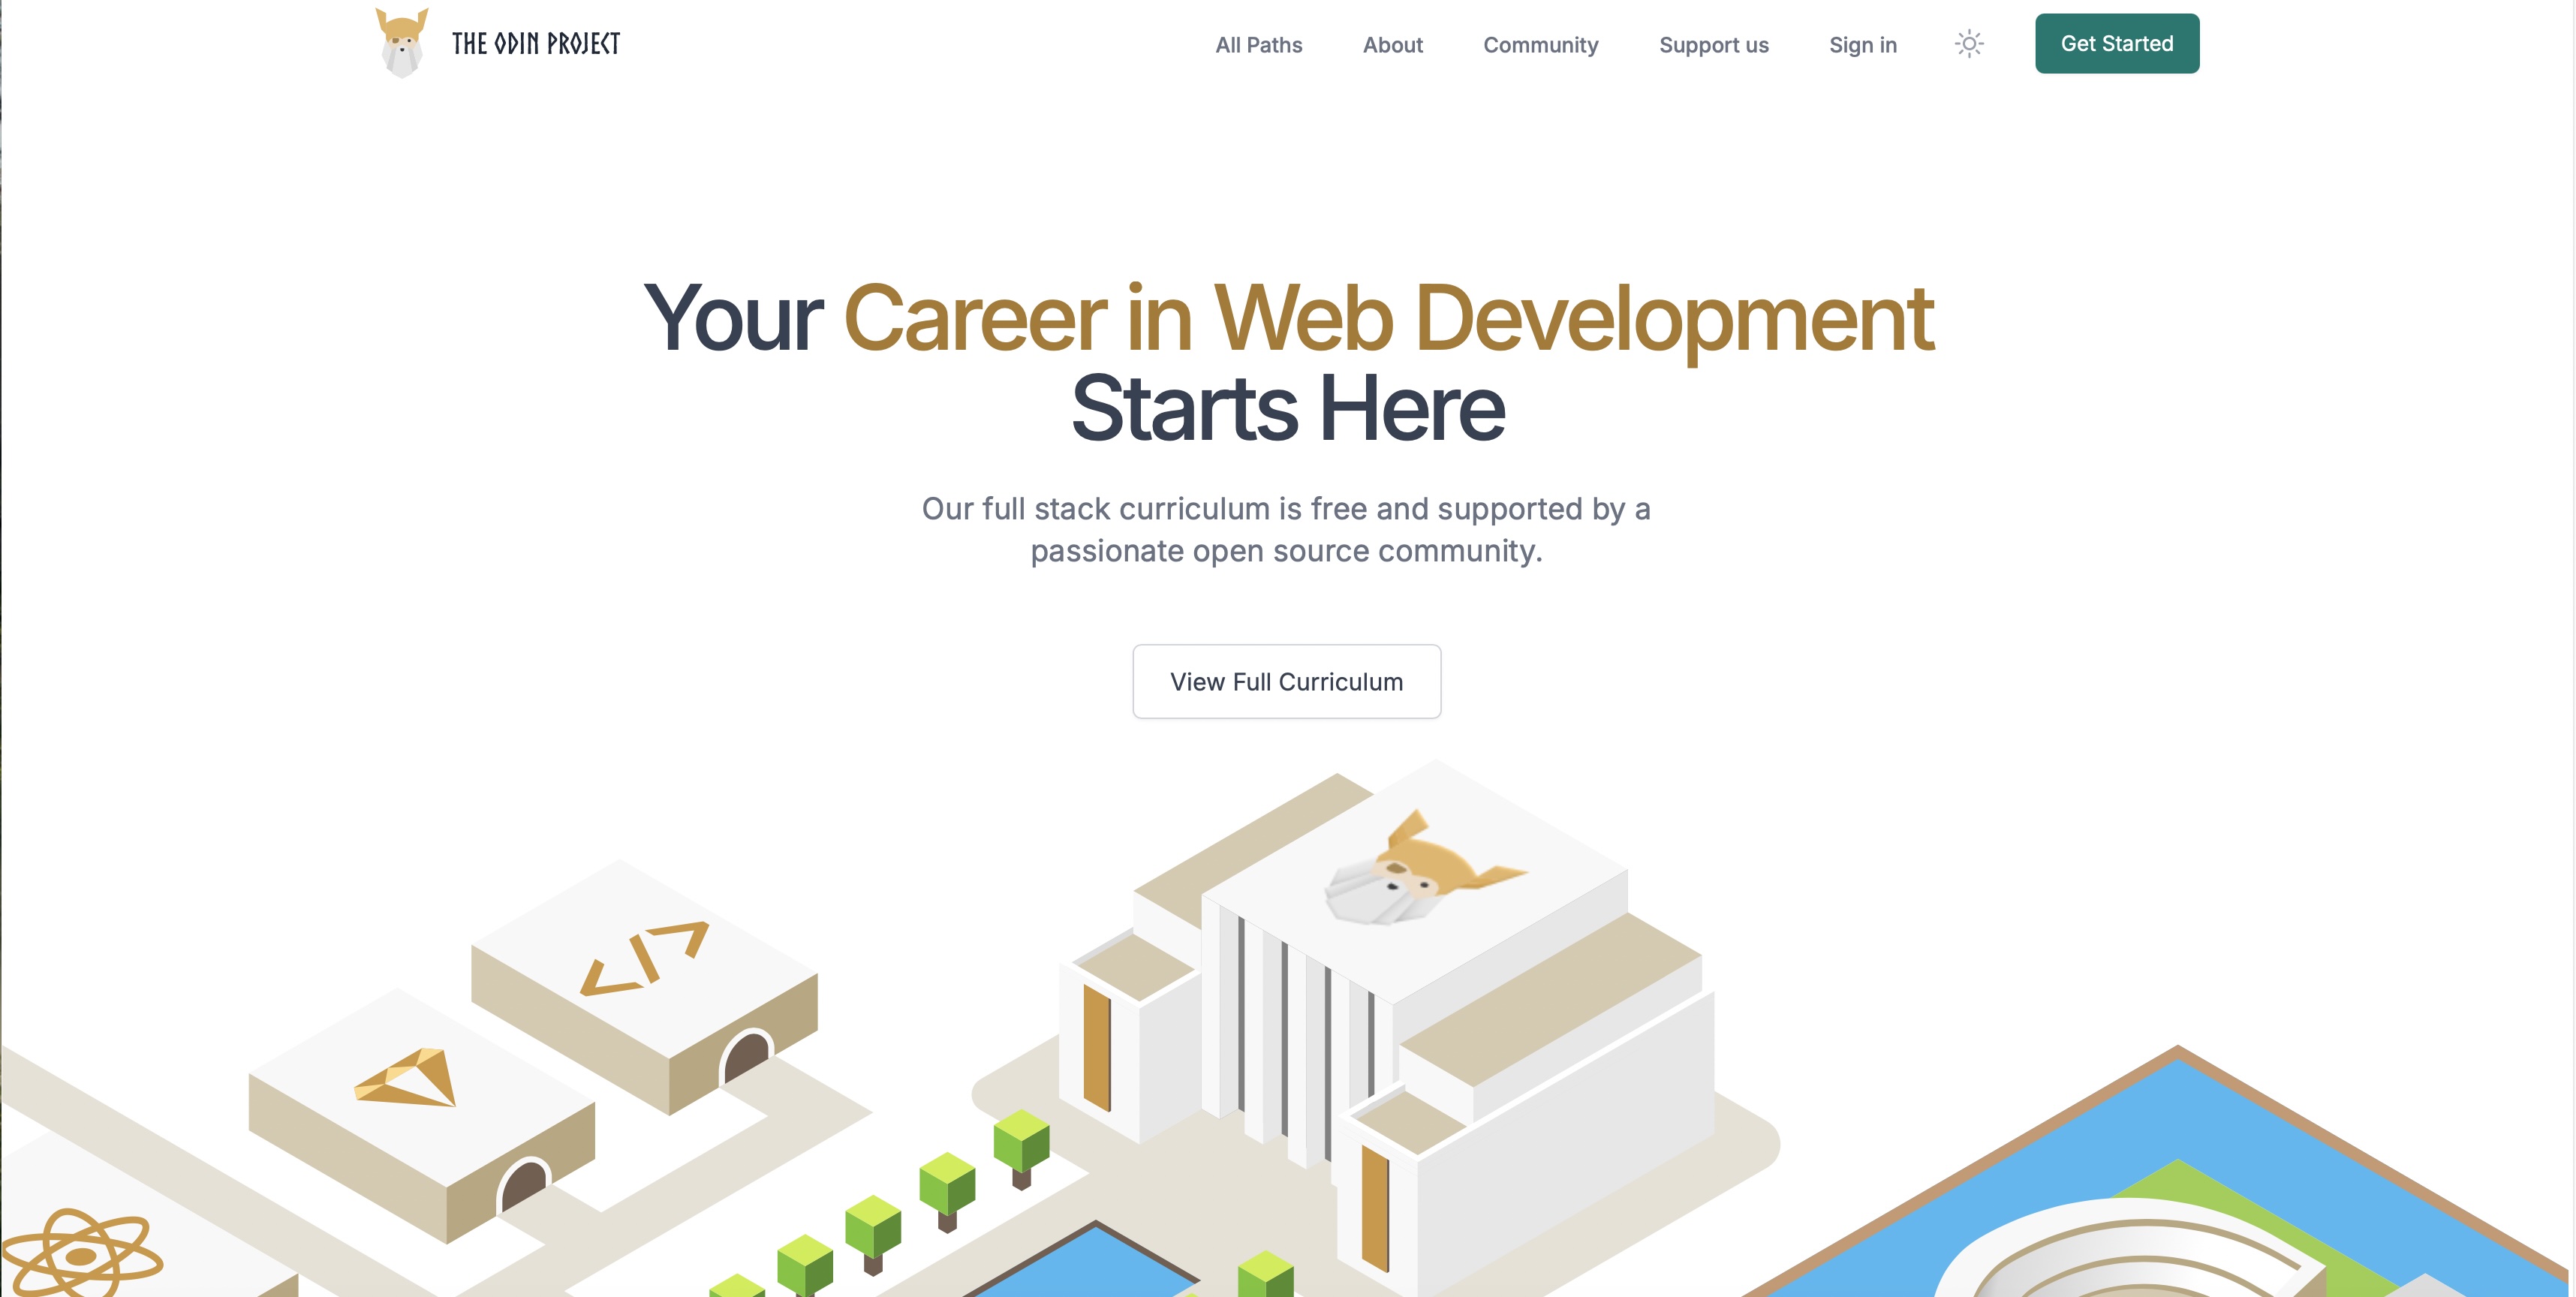 THE ODIN PROJECT
All Paths About Community Support us Sign in Get Started
Your Career in Web Development
Starts Here
Our full stack curriculum is free and supported by a
passionate open source community.
View Full Curriculum
</>